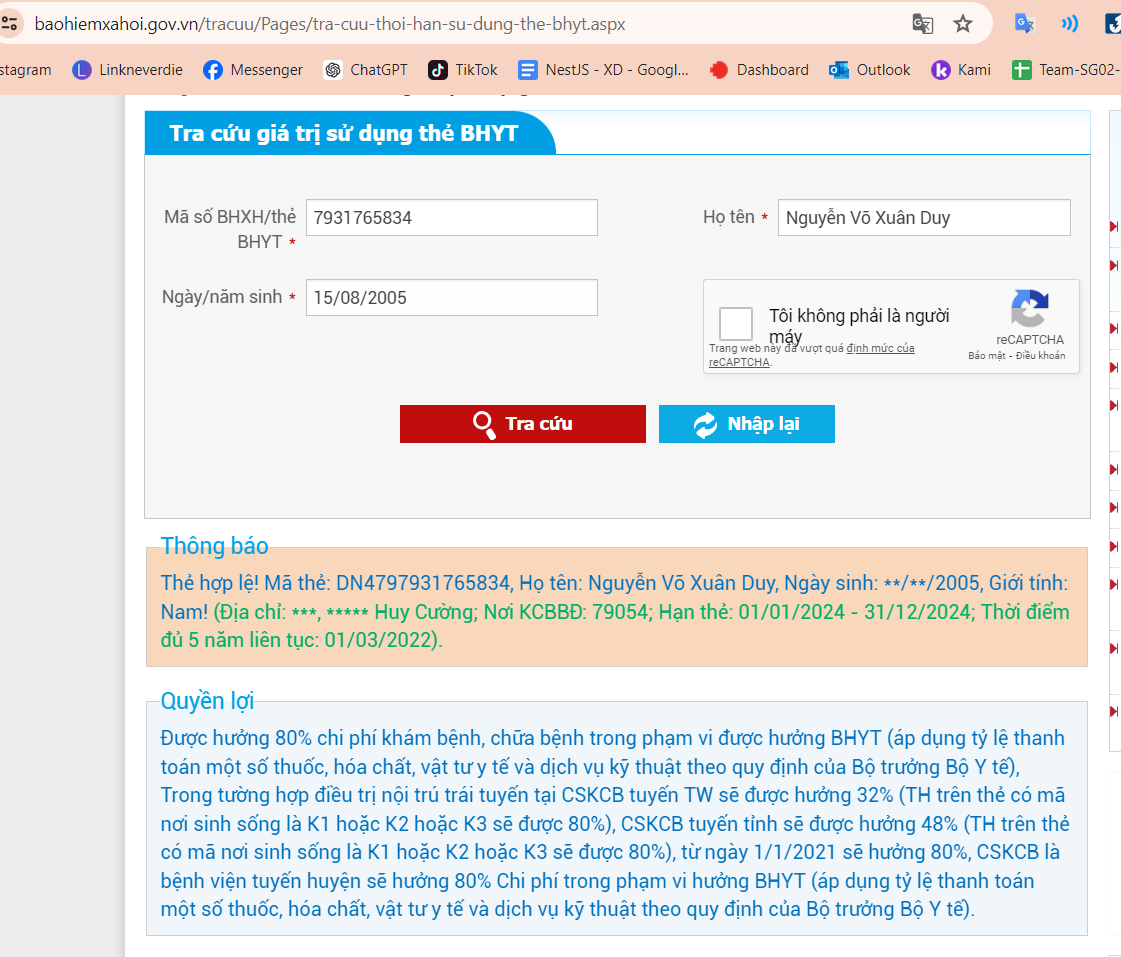 baohiemxahoi.gov.vn/tracuu/Pages/tra-cuu-thoi-han-su-dung-the-bhyt.aspx
stagram Linkneverdie Messenger ChatGPT TikTok NestJS - XD - Googl... Dashboard Outlook Kami Team-SG02-
Tra cứu giá trị sử dụng thẻ BHYT
Mã số BHXH/thẻ BHYT * 7931765834 Họ tên * Nguyễn Võ Xuân Duy
Ngày/năm sinh * 15/08/2005
Tôi không phải là người máy
reCAPTCHA
Bảo mật - Điều khoản
Trang web này đã vượt quá định mức của
reCAPTCHA.
Tra cứu Nhập lại
Thông báo
Thẻ hợp lệ! Mã thẻ: DN4797931765834, Họ tên: Nguyễn Võ Xuân Duy, Ngày sinh: **/**/2005, Giới tính:
Nam! (Địa chỉ: ***, ***** Huy Cường; Nơi KCBBĐ: 79054; Hạn thẻ: 01/01/2024 - 31/12/2024; Thời điểm
đủ 5 năm liên tục: 01/03/2022).
Quyền lợi
Được hưởng 80% chi phí khám bệnh, chữa bệnh trong phạm vi được hưởng BHYT (áp dụng tỷ lệ thanh
toán một số thuốc, hóa chất, vật tư y tế và dịch vụ kỹ thuật theo quy định của Bộ trưởng Bộ Y tế),
Trong tường hợp điều trị nội trú trái tuyến tại CSKCB tuyến TW sẽ được hưởng 32% (TH trên thẻ có mã
nơi sinh sống là K1 hoặc K2 hoặc K3 sẽ được 80%), CSKCB tuyến tỉnh sẽ được hưởng 48% (TH trên thẻ
có mã nơi sinh sống là K1 hoặc K2 hoặc K3 sẽ được 80%), từ ngày 1/1/2021 sẽ hưởng 80%, CSKCB là
bệnh viện tuyến huyện sẽ hưởng 80% Chi phí trong phạm vi hưởng BHYT (áp dụng tỷ lệ thanh toán
một số thuốc, hóa chất, vật tư y tế và dịch vụ kỹ thuật theo quy định của Bộ trưởng Bộ Y tế).